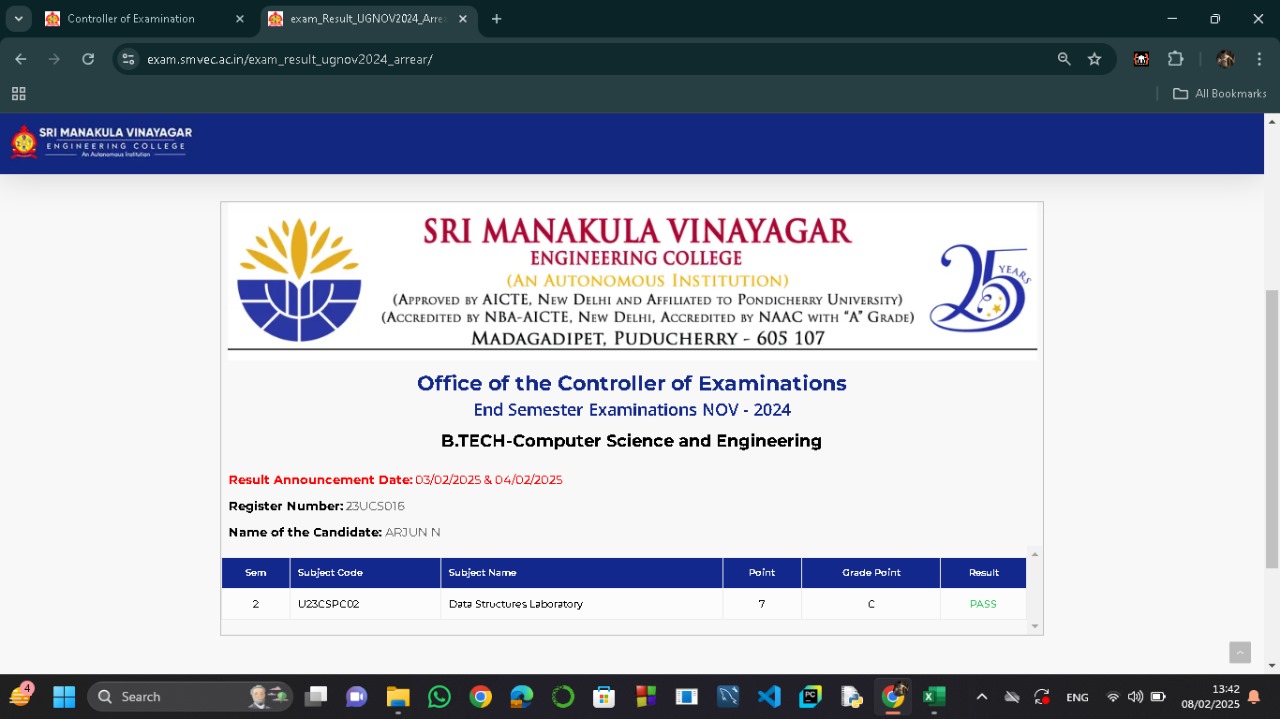 Controller of Examination
exam_Result_UGNOV2024_Arre
exam.smvec.ac.in/exam_result_ugnov2024_arrear/
All Bookmarks
SRI MANAKULA VINAYAGAR
ENGINEERING COLLEGE
An Autonomous Institution
SRI MANAKULA VINAYAGAR
ENGINEERING COLLEGE
(AN AUTONOMOUS INSTITUTION)
(APPROVED BY AICTE, NEW DELHI AND AFFILIATED TO PONDICHERRY UNIVERSITY)
(ACCREDITED BY NBA-AICTE, NEW DELHI, ACCREDITED BY NAAC WITH “A” GRADE)
MADAGADIPET, PUDUCHERRY - 605 107
25 YEARS
Office of the Controller of Examinations
End Semester Examinations NOV - 2024
B.TECH-Computer Science and Engineering
Result Announcement Date: 03/02/2025 & 04/02/2025
Register Number: 23UCS016
Name of the Candidate: ARJUN N
Sem Subject Code Subject Name Point Grade Point Result
2 U23CSPC02 Data Structures Laboratory 7 C PASS
4
Search
PC
ENG
13:42
08/02/2025